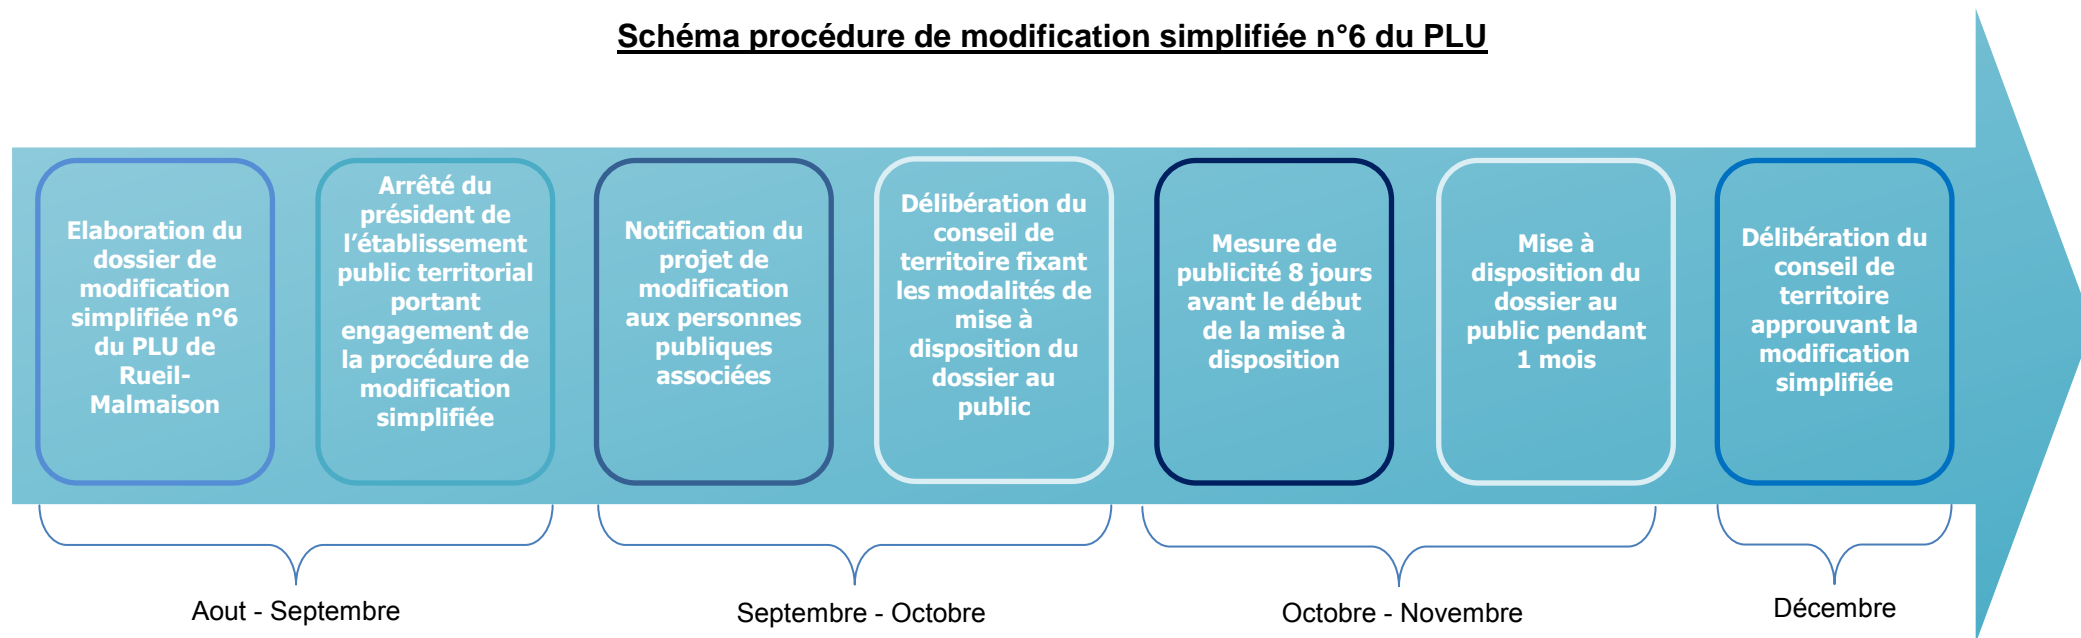 Schéma procédure de modification simplifiée n°6 du PLU
Elaboration du
dossier de
modification
simplifiée n°6
du PLU de
Rueil-
Malmaison
Arrêté du
président de
l’établissement
public territorial
portant
engagement de
la procédure de
modification
simplifiée
Notification du
projet de
modification
aux personnes
publiques
associées
Délibération du
conseil de
territoire fixant
les modalités de
mise à
disposition du
dossier au
public
Mesure de
publicité 8 jours
avant le début
de la mise à
disposition
Mise à
disposition du
dossier au
public pendant
1 mois
Délibération du
conseil de
territoire
approuvant la
modification
simplifiée
Aout - Septembre
Septembre - Octobre
Octobre - Novembre
Décembre